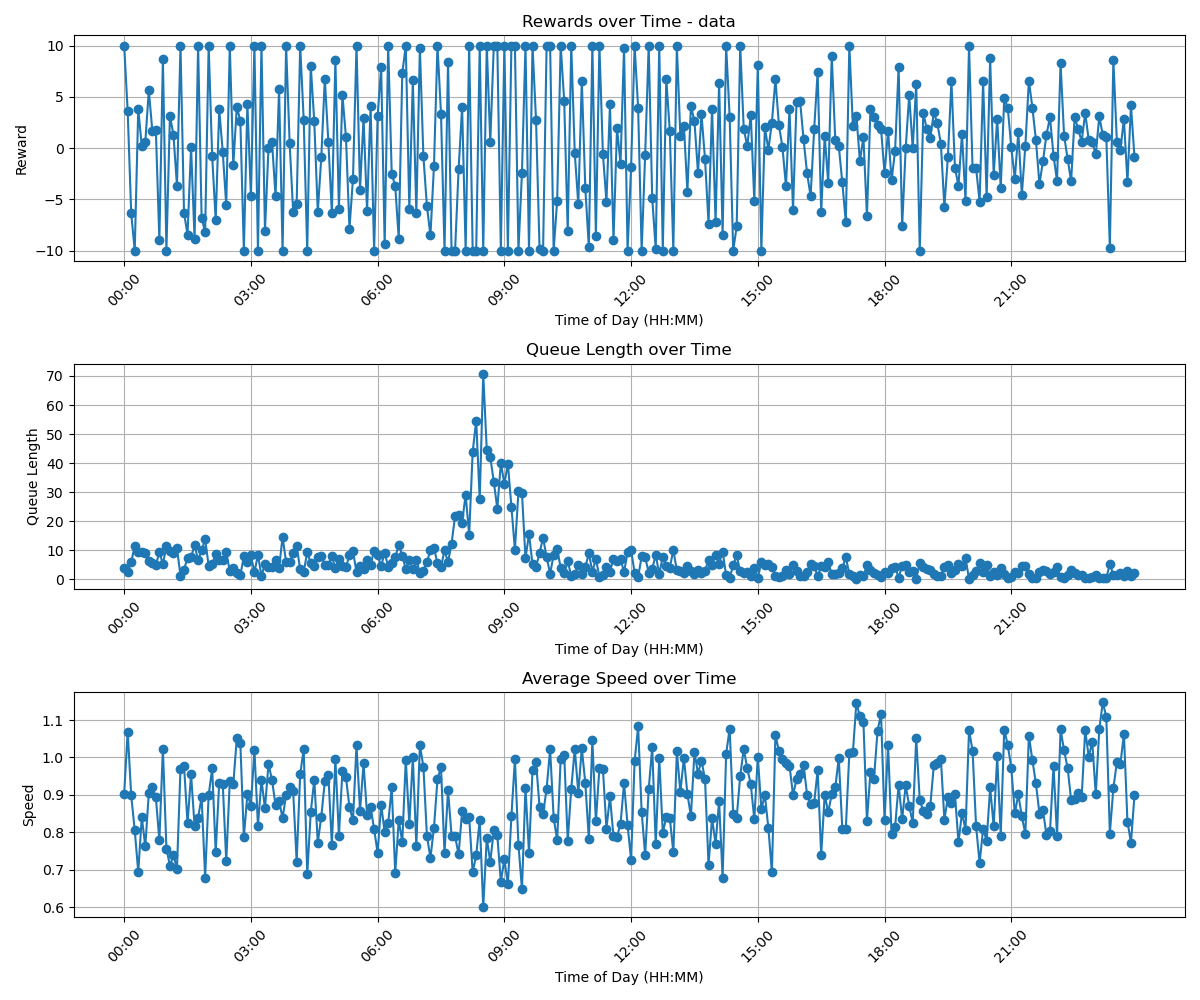 Rewards over Time - data
Reward
10
5
0
−5
−10
00:00 03:00 06:00 09:00 12:00 15:00 18:00 21:00
Time of Day (HH:MM)
Queue Length over Time
Queue Length
70
60
50
40
30
20
10
0
00:00 03:00 06:00 09:00 12:00 15:00 18:00 21:00
Time of Day (HH:MM)
Average Speed over Time
Speed
1.1
1.0
0.9
0.8
0.7
0.6
00:00 03:00 06:00 09:00 12:00 15:00 18:00 21:00
Time of Day (HH:MM)